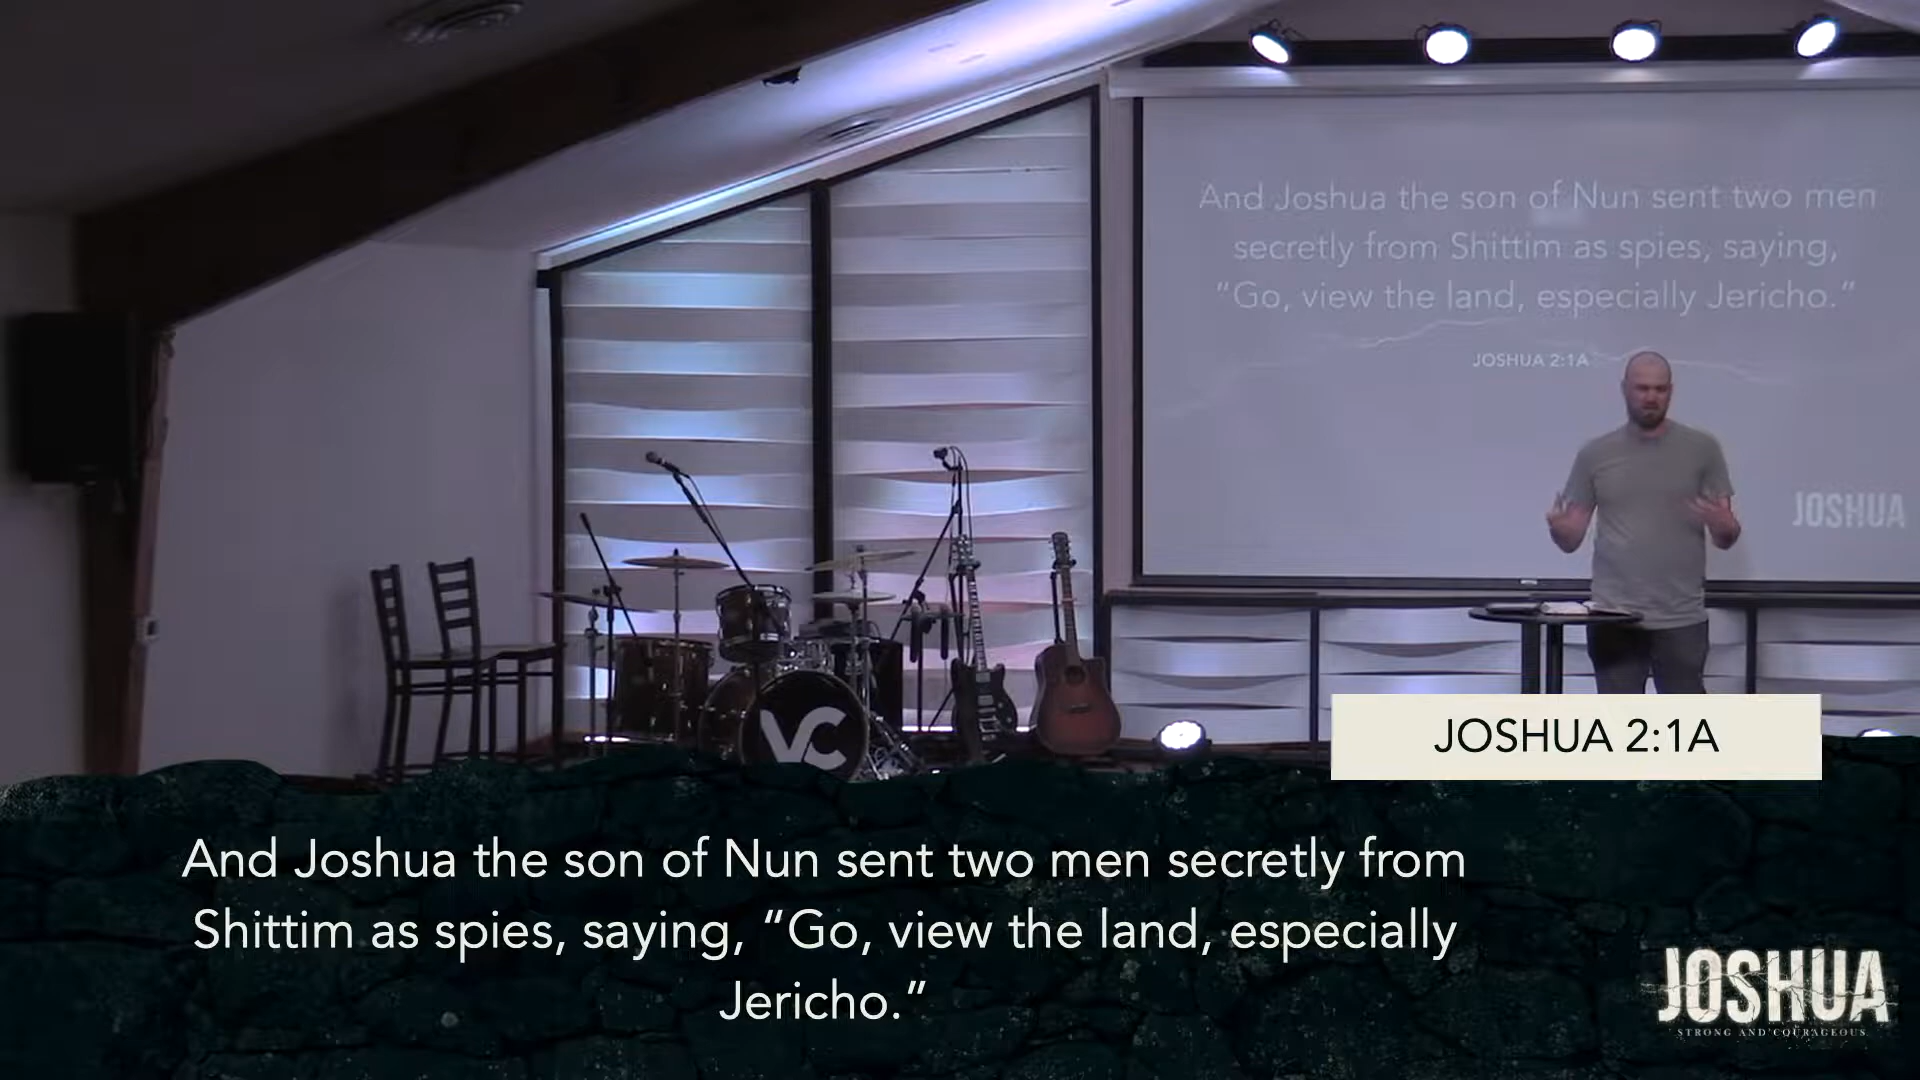 And Joshua the son of Nun sent two men
secretly from Shittim as spies, saying,
“Go, view the land, especially Jericho.”
JOSHUA 2:1A
JOSHUA
VC
JOSHUA 2:1A
And Joshua the son of Nun sent two men secretly from
Shittim as spies, saying, “Go, view the land, especially
Jericho.”
JOSHUA
STRONG AND COURAGEOUS